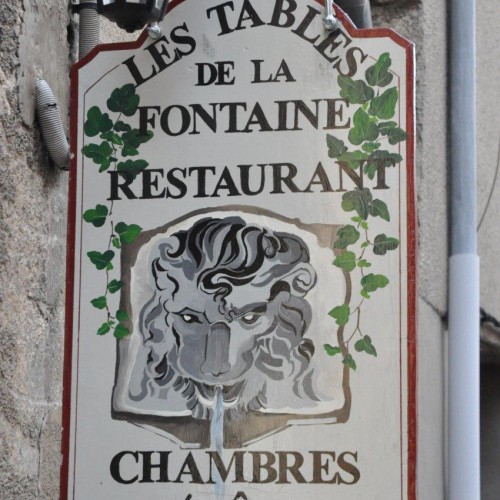 LES TABLES
DE LA
FONTAINE
RESTAURANT
CHAMBRES